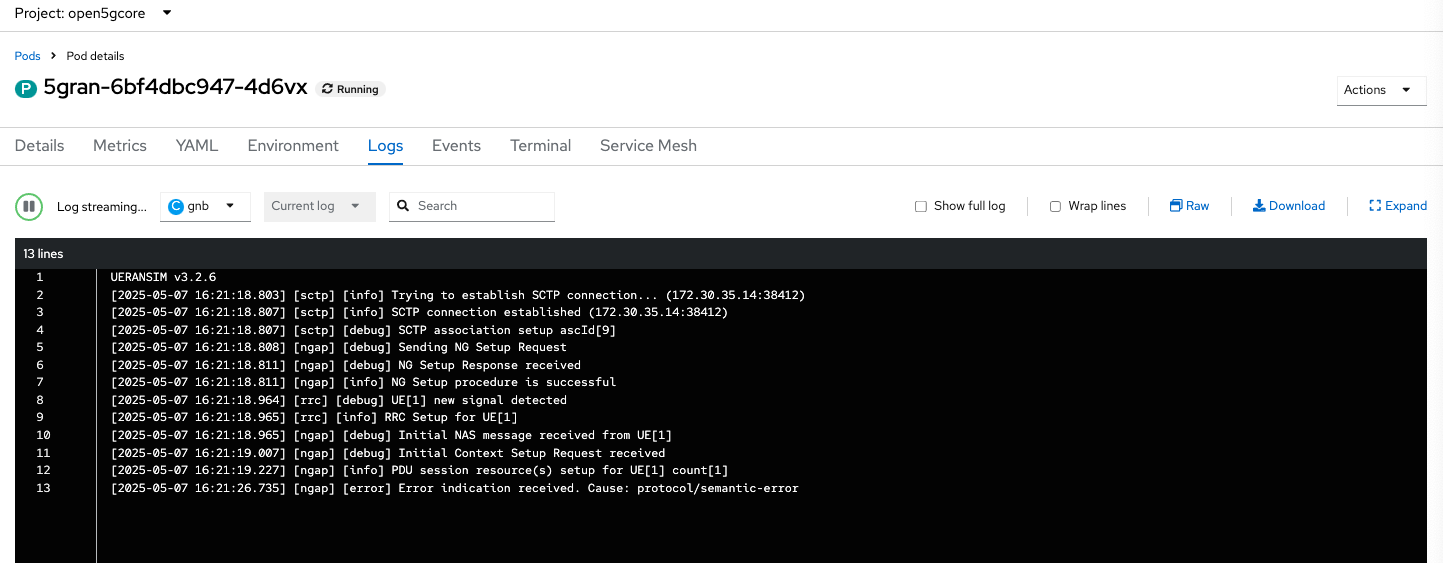 Project: open5gcore
Pods > Pod details
P 5gran-6bf4dbc947-4d6vx Running
Actions
Details Metrics YAML Environment Logs Events Terminal Service Mesh
Log streaming... C gnb Current log Search Show full log Wrap lines Raw Download Expand
13 lines
1 UERANSIM v3.2.6
2 [2025-05-07 16:21:18.803] [sctp] [info] Trying to establish SCTP connection... (172.30.35.14:38412)
3 [2025-05-07 16:21:18.807] [sctp] [info] SCTP connection established (172.30.35.14:38412)
4 [2025-05-07 16:21:18.807] [sctp] [debug] SCTP association setup ascId[9]
5 [2025-05-07 16:21:18.808] [ngap] [debug] Sending NG Setup Request
6 [2025-05-07 16:21:18.811] [ngap] [debug] NG Setup Response received
7 [2025-05-07 16:21:18.811] [ngap] [info] NG Setup procedure is successful
8 [2025-05-07 16:21:18.964] [rrc] [debug] UE[1] new signal detected
9 [2025-05-07 16:21:18.965] [rrc] [info] RRC Setup for UE[1]
10 [2025-05-07 16:21:18.965] [ngap] [debug] Initial NAS message received from UE[1]
11 [2025-05-07 16:21:19.007] [ngap] [debug] Initial Context Setup Request received
12 [2025-05-07 16:21:19.227] [ngap] [info] PDU session resource(s) setup for UE[1] count[1]
13 [2025-05-07 16:21:26.735] [ngap] [error] Error indication received. Cause: protocol/semantic-error